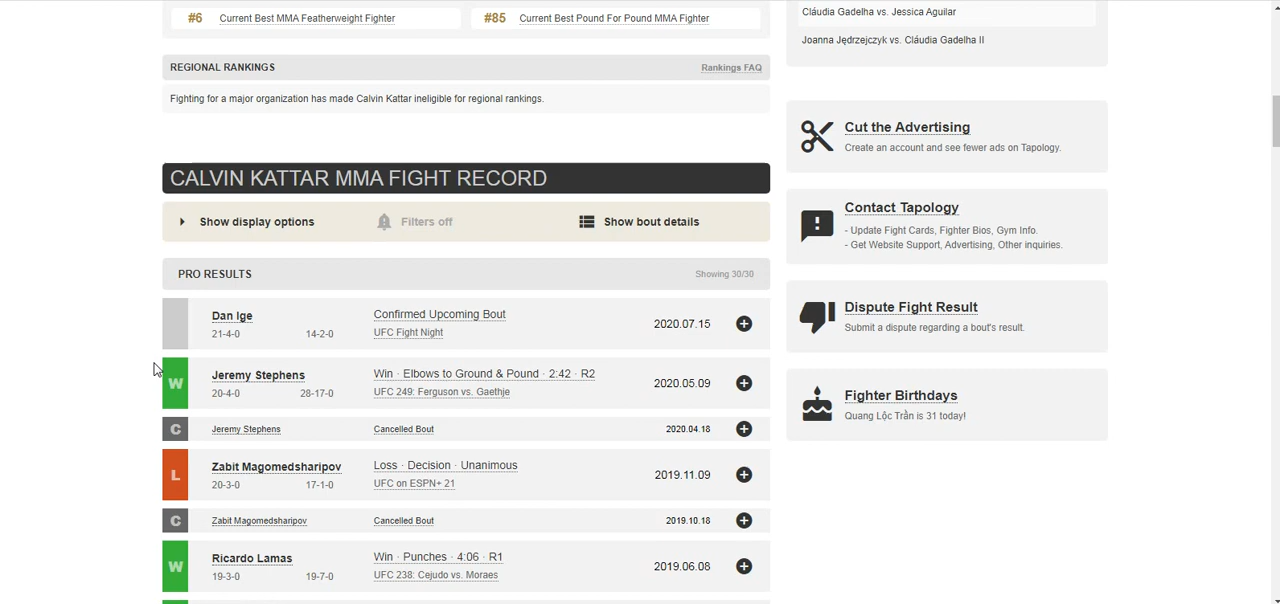 #6 Current Best MMA Featherweight Fighter #85 Current Best Pound For Pound MMA Fighter
REGIONAL RANKINGS Rankings FAQ
Fighting for a major organization has made Calvin Kattar ineligible for regional rankings.
CALVIN KATTAR MMA FIGHT RECORD
Show display options Filters off Show bout details
PRO RESULTS Showing 30/30
Dan Ige Confirmed Upcoming Bout 2020.07.15
21-4-0 14-2-0 UFC Fight Night
W Jeremy Stephens Win · Elbows to Ground & Pound · 2:42 · R2 2020.05.09
20-4-0 28-17-0 UFC 249: Ferguson vs. Gaethje
C Jeremy Stephens Cancelled Bout 2020.04.18
L Zabit Magomedsharipov Loss · Decision · Unanimous 2019.11.09
20-3-0 17-1-0 UFC on ESPN+ 21
C Zabit Magomedsharipov Cancelled Bout 2019.10.18
W Ricardo Lamas Win · Punches · 4:06 · R1 2019.06.08
19-3-0 19-7-0 UFC 238: Cejudo vs. Moraes
Cláudia Gadelha vs. Jessica Aguilar
Joanna Jędrzejczyk vs. Cláudia Gadelha II
Cut the Advertising
Create an account and see fewer ads on Tapology.
Contact Tapology
- Update Fight Cards, Fighter Bios, Gym Info.
- Get Website Support, Advertising, Other inquiries.
Dispute Fight Result
Submit a dispute regarding a bout's result.
Fighter Birthdays
Quang Lộc Trần is 31 today!